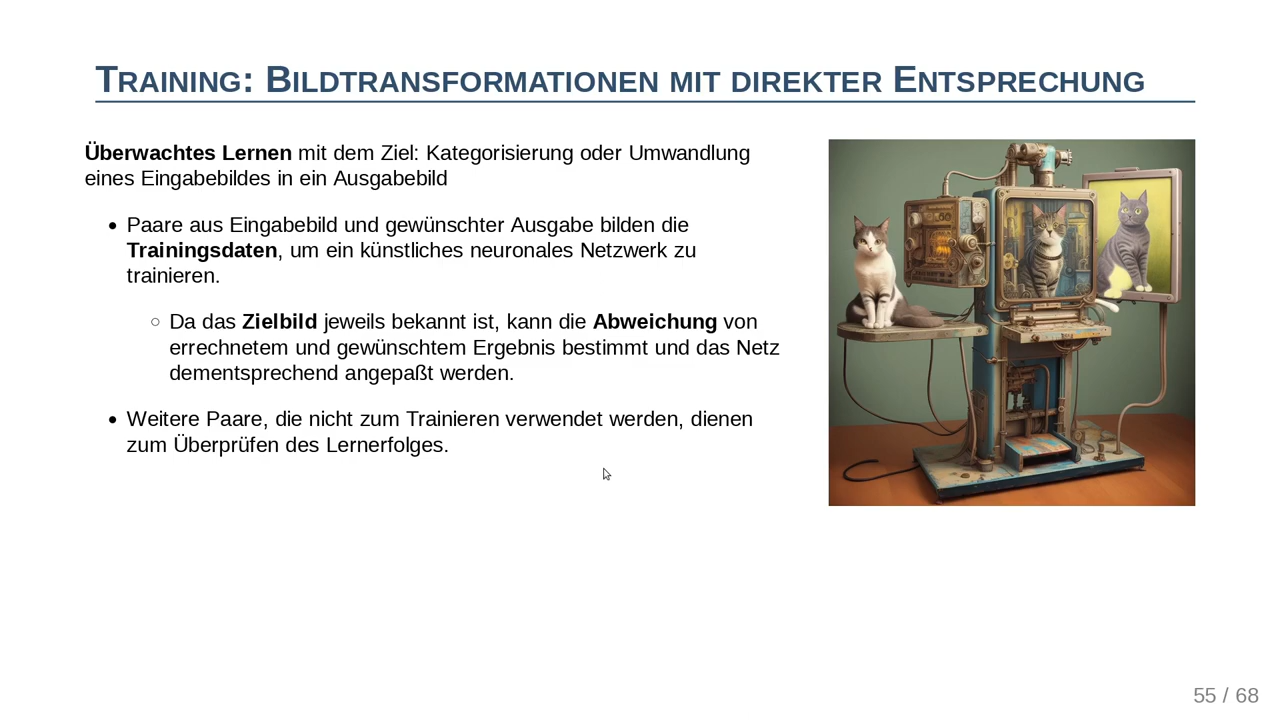 Training: Bildtransformationen mit direkter Entsprechung
Überwachtes Lernen mit dem Ziel: Kategorisierung oder Umwandlung
eines Eingabebildes in ein Ausgabebild
• Paare aus Eingabebild und gewünschter Ausgabe bilden die
Trainingsdaten, um ein künstliches neuronales Netzwerk zu
trainieren.
○ Da das Zielbild jeweils bekannt ist, kann die Abweichung von
errechnetem und gewünschtem Ergebnis bestimmt und das Netz
dementsprechend angepaßt werden.
• Weitere Paare, die nicht zum Trainieren verwendet werden, dienen
zum Überprüfen des Lernerfolges.
55 / 68